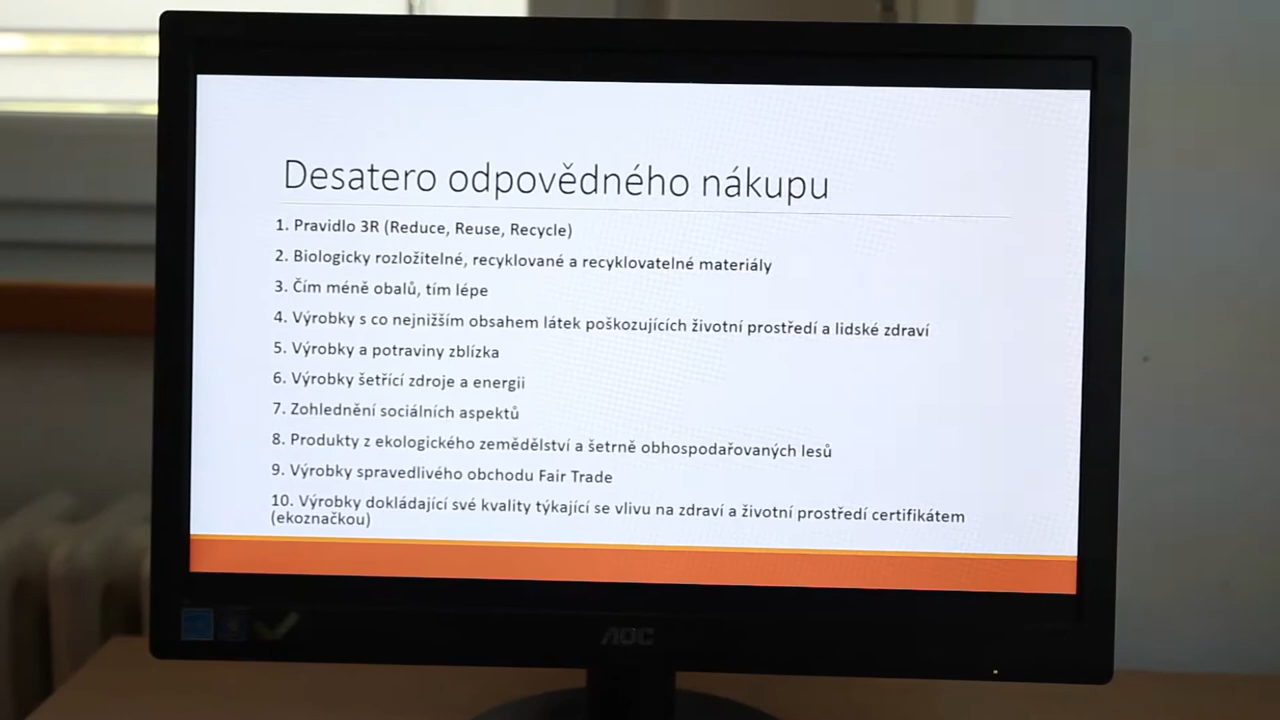 Desatero odpovědného nákupu
1. Pravidlo 3R (Reduce, Reuse, Recycle)
2. Biologicky rozložitelné, recyklované a recyklovatelné materiály
3. Čím méně obalů, tím lépe
4. Výrobky s co nejnižším obsahem látek poškozujících životní prostředí a lidské zdraví
5. Výrobky a potraviny zblízka
6. Výrobky šetřící zdroje a energii
7. Zohlednění sociálních aspektů
8. Produkty z ekologického zemědělství a šetrně obhospodařovaných lesů
9. Výrobky spravedlivého obchodu Fair Trade
10. Výrobky dokládající své kvality týkající se vlivu na zdraví a životní prostředí certifikátem
(ekoznačkou)
AOC